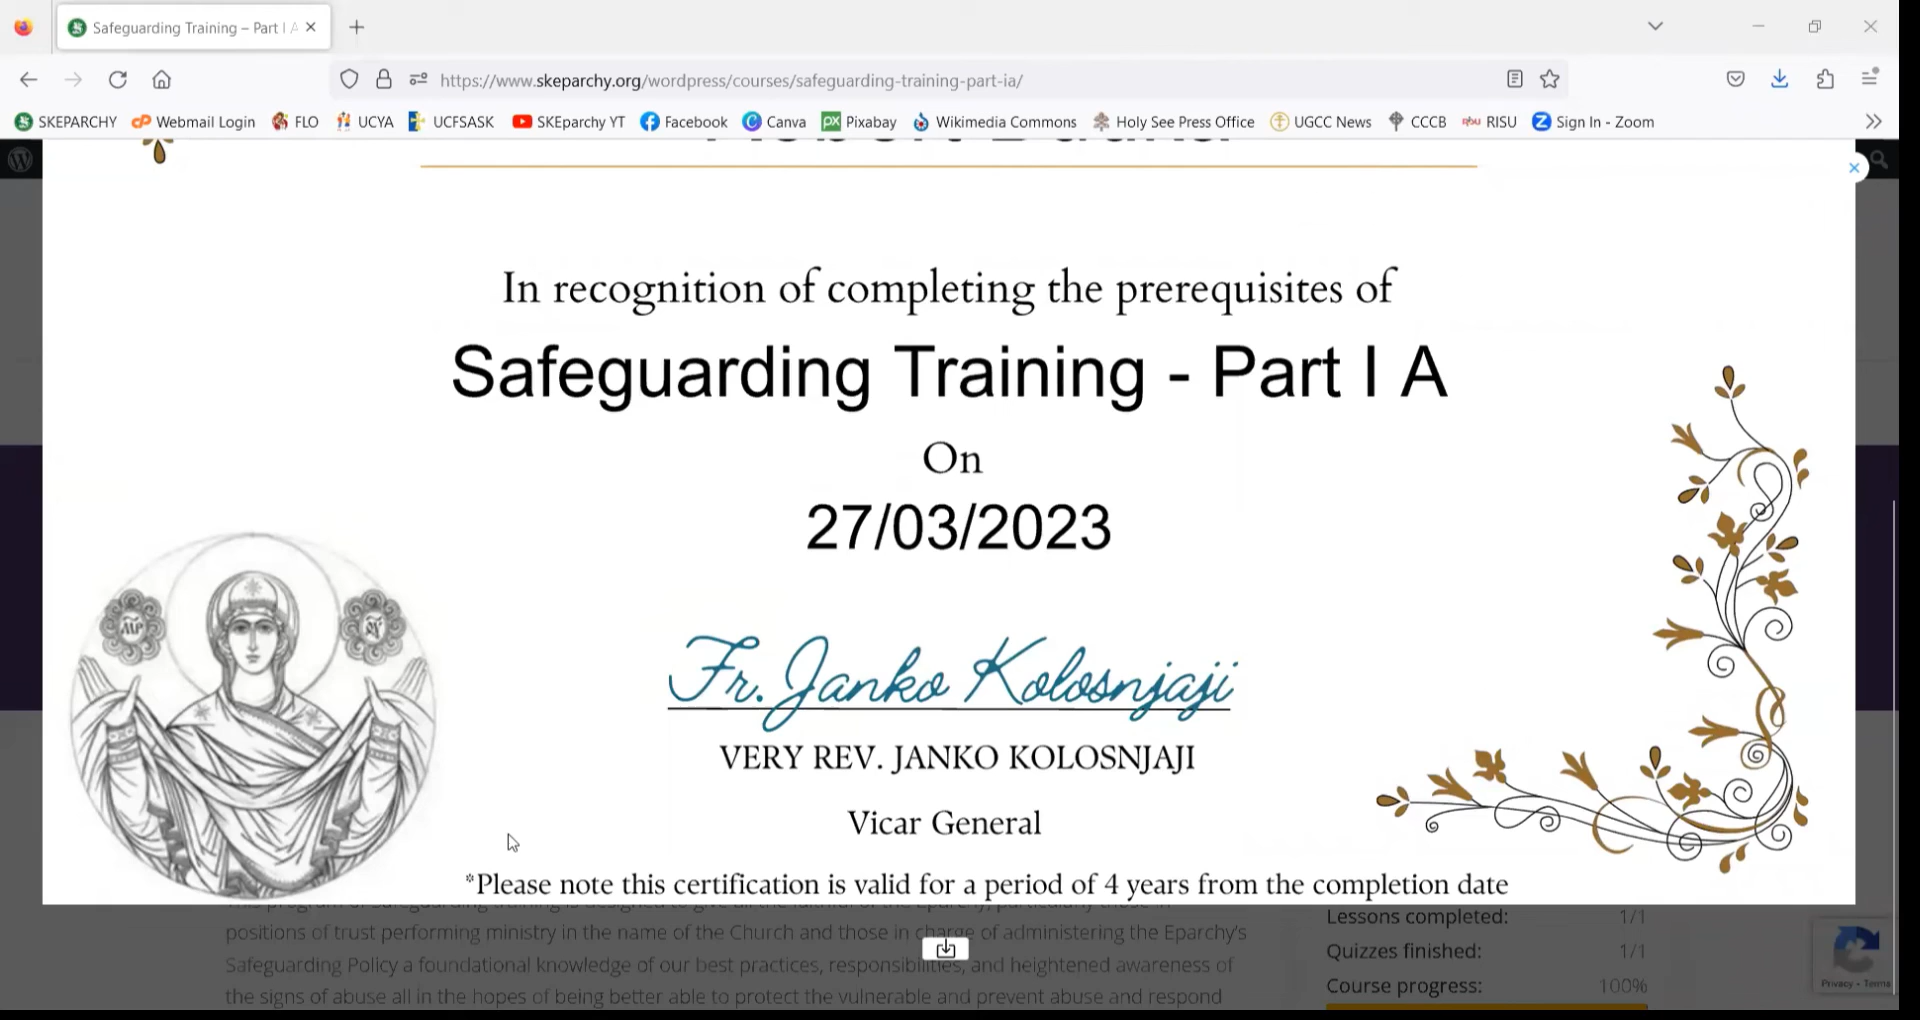 Safeguarding Training – Part I A
https://www.skeparchy.org/wordpress/courses/safeguarding-training-part-ia/
SKEPARCHY Webmail Login FLO UCYA UCFSASK SKEparchy YT Facebook Canva Pixabay Wikimedia Commons Holy See Press Office UGCC News CCCB RISU Sign In - Zoom
In recognition of completing the prerequisites of
Safeguarding Training - Part I A
On
27/03/2023
Fr. Janko Kolosnjaji
VERY REV. JANKO KOLOSNJAJI
Vicar General
*Please note this certification is valid for a period of 4 years from the completion date
positions of trust performing ministry in the name of the Church and those in charge of administering the Eparchy's
Safeguarding Policy a foundational knowledge of our best practices, responsibilities, and heightened awareness of
the signs of abuse all in the hopes of being better able to protect the vulnerable and prevent abuse and respond
Lessons completed: 1/1
Quizzes finished: 1/1
Course progress: 100%
Privacy - Terms